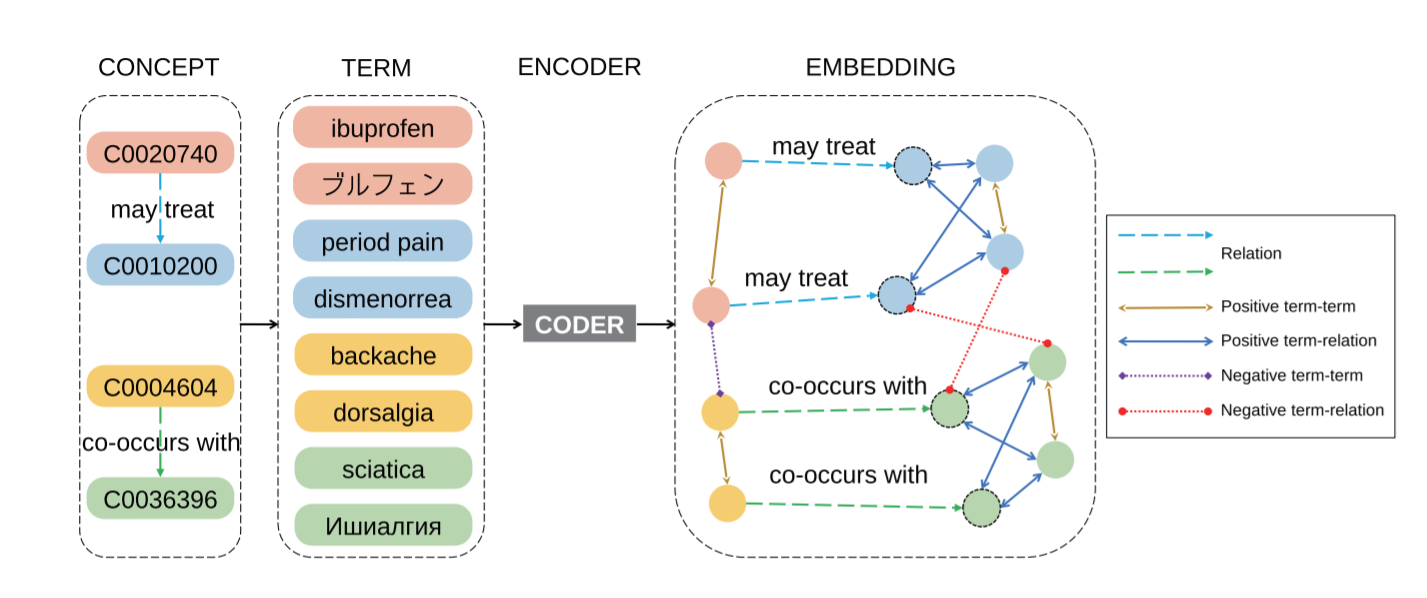 CONCEPT
TERM
ENCODER
EMBEDDING
C0020740
may treat
C0010200
C0004604
co-occurs with
C0036396
ibuprofen
ブルフェン
period pain
dismenorrea
backache
dorsalgia
sciatica
Ишиалгия
CODER
may treat
may treat
co-occurs with
co-occurs with
Relation
Positive term-term
Positive term-relation
Negative term-term
Negative term-relation